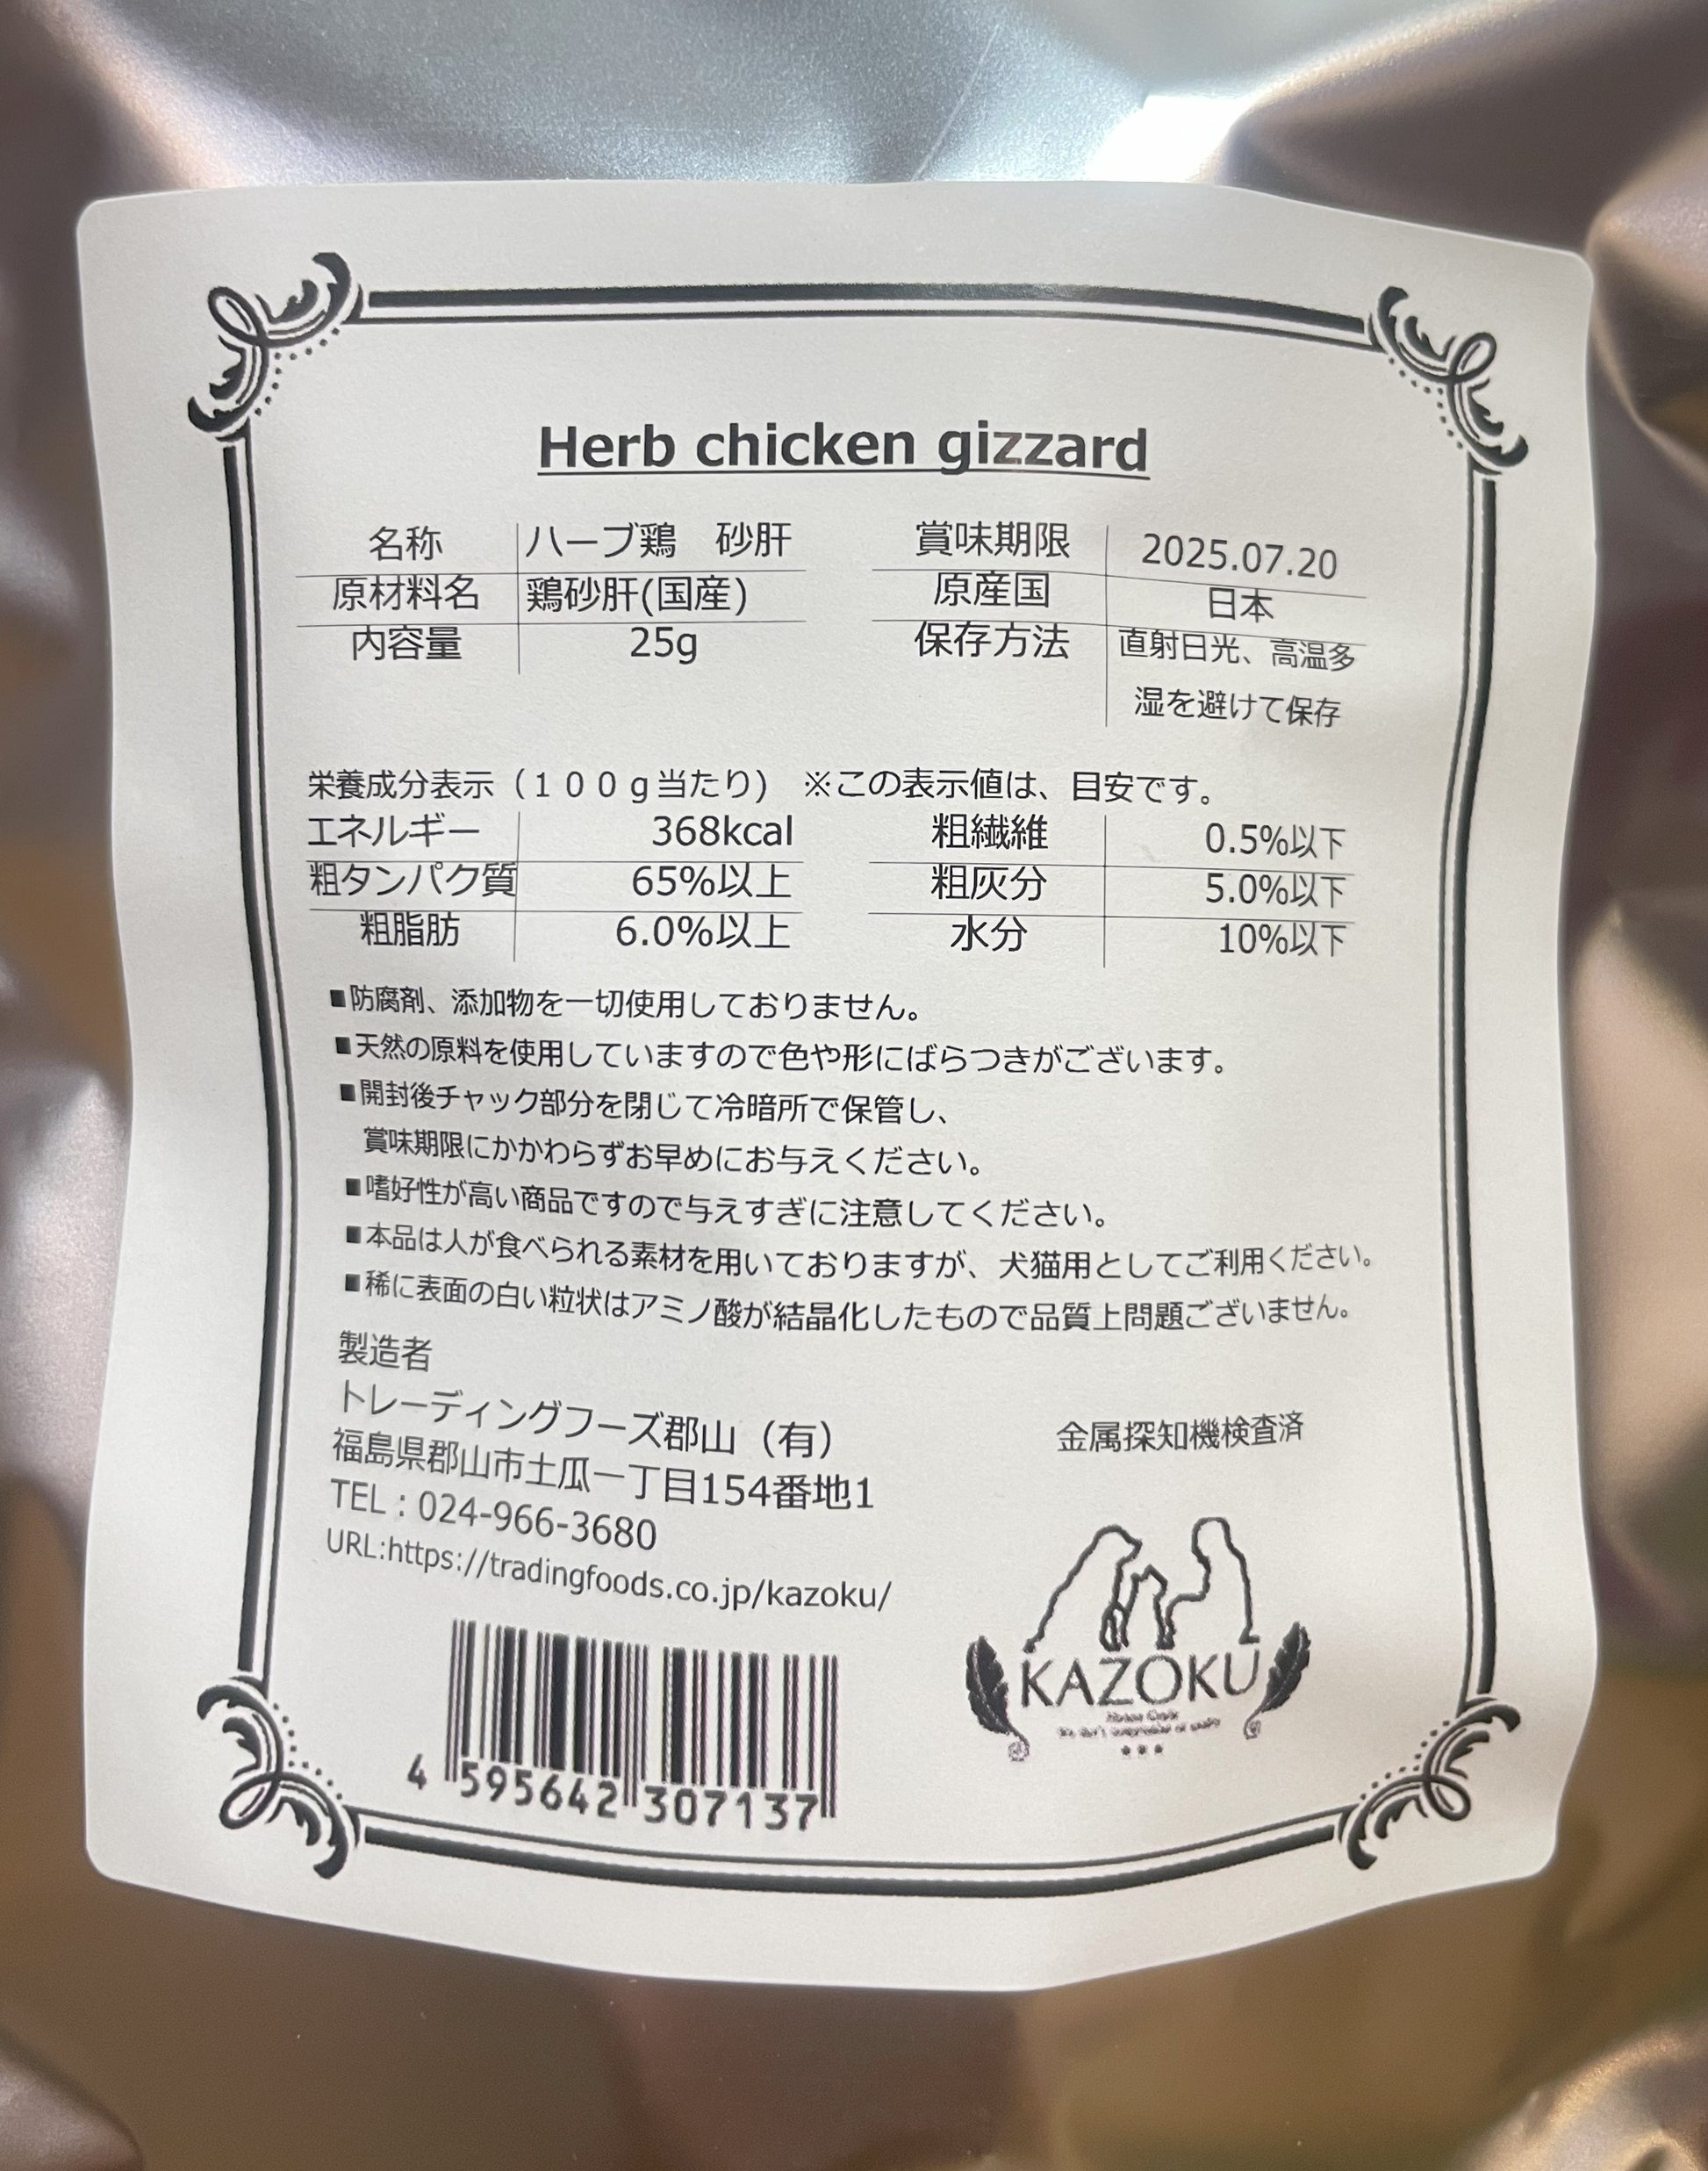 Herb chicken gizzard
名称 ハーブ鶏 砂肝 賞味期限 2025.07.20
原材料名 鶏砂肝(国産) 原産国 日本
内容量 25g 保存方法 直射日光、高温多
湿を避けて保存
栄養成分表示（１００ｇ当たり） ※この表示値は、目安です。
エネルギー 368kcal 粗繊維 0.5%以下
粗タンパク質 65%以上 粗灰分 5.0%以下
粗脂肪 6.0%以上 水分 10%以下
■防腐剤、添加物を一切使用しておりません。
■天然の原料を使用していますので色や形にばらつきがございます。
■開封後チャック部分を閉じて冷暗所で保管し、
賞味期限にかかわらずお早めにお与えください。
■嗜好性が高い商品ですので与えすぎに注意してください。
■本品は人が食べられる素材を用いておりますが、犬猫用としてご利用ください。
■稀に表面の白い粒状はアミノ酸が結晶化したもので品質上問題ございません。
製造者
トレーディングフーズ郡山（有）
福島県郡山市土瓜一丁目154番地1
TEL : 024-966-3680
URL:https://tradingfoods.co.jp/kazoku/
金属探知機検査済
KAZOKU
4 595642 307137